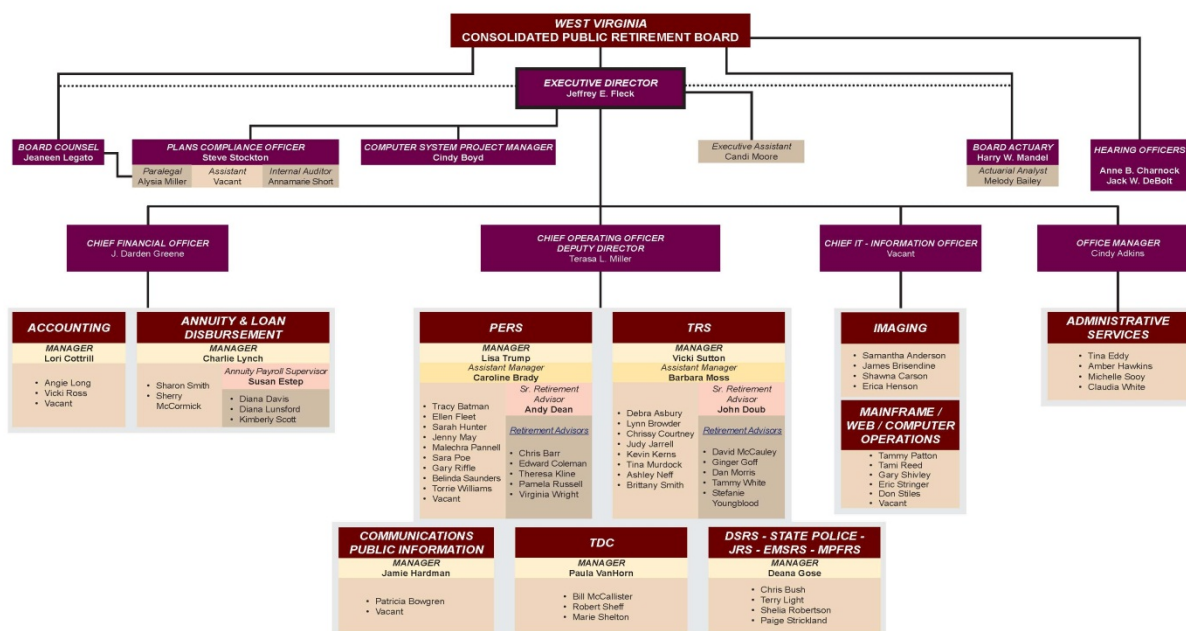 WEST VIRGINIA
CONSOLIDATED PUBLIC RETIREMENT BOARD
EXECUTIVE DIRECTOR
Jeffrey E. Fleck
BOARD COUNSEL
Jeaneen Legato
PLANS COMPLIANCE OFFICER
Steve Stockton
Paralegal
Alysia Miller
Assistant
Vacant
Internal Auditor
Annamarie Short
COMPUTER SYSTEM PROJECT MANAGER
Cindy Boyd
Executive Assistant
Candi Moore
BOARD ACTUARY
Harry W. Mandel
Actuarial Analyst
Melody Bailey
HEARING OFFICERS
Anne B. Charnock
Jack W. DeBolt
CHIEF FINANCIAL OFFICER
J. Darden Greene
CHIEF OPERATING OFFICER
DEPUTY DIRECTOR
Terasa L. Miller
CHIEF IT - INFORMATION OFFICER
Vacant
OFFICE MANAGER
Cindy Adkins
ACCOUNTING
MANAGER
Lori Cottrill
• Angie Long
• Vicki Ross
• Vacant
ANNUITY & LOAN
DISBURSEMENT
MANAGER
Charlie Lynch
• Sharon Smith
• Sherry
McCormick
Annuity Payroll Supervisor
Susan Estep
• Diana Davis
• Diana Lunsford
• Kimberly Scott
PERS
MANAGER
Lisa Trump
Assistant Manager
Caroline Brady
• Tracy Batman
• Ellen Fleet
• Sarah Hunter
• Jenny May
• Malechra Pannell
• Sara Poe
• Gary Riffle
• Belinda Saunders
• Torrie Williams
• Vacant
Sr. Retirement
Advisor
Andy Dean
Retirement Advisors
• Chris Barr
• Edward Coleman
• Theresa Kline
• Pamela Russell
• Virginia Wright
TRS
MANAGER
Vicki Sutton
Assistant Manager
Barbara Moss
• Debra Asbury
• Lynn Browder
• Chrissy Courtney
• Judy Jarrell
• Kevin Kerns
• Tina Murdock
• Ashley Neff
• Brittany Smith
Sr. Retirement
Advisor
John Doub
Retirement Advisors
• David McCauley
• Ginger Goff
• Dan Morris
• Tammy White
• Stefanie
Youngblood
IMAGING
• Samantha Anderson
• James Brisendine
• Shawna Carson
• Erica Henson
MAINFRAME /
WEB / COMPUTER
OPERATIONS
• Tammy Patton
• Tami Reed
• Gary Shivley
• Eric Stringer
• Don Stiles
• Vacant
ADMINISTRATIVE
SERVICES
• Tina Eddy
• Amber Hawkins
• Michelle Sooy
• Claudia White
COMMUNICATIONS
PUBLIC INFORMATION
MANAGER
Jamie Hardman
• Patricia Bowgren
• Vacant
TDC
MANAGER
Paula VanHorn
• Bill McCallister
• Robert Sheff
• Marie Shelton
DSRS - STATE POLICE -
JRS - EMSRS - MPFRS
MANAGER
Deana Gose
• Chris Bush
• Terry Light
• Shelia Robertson
• Paige Strickland